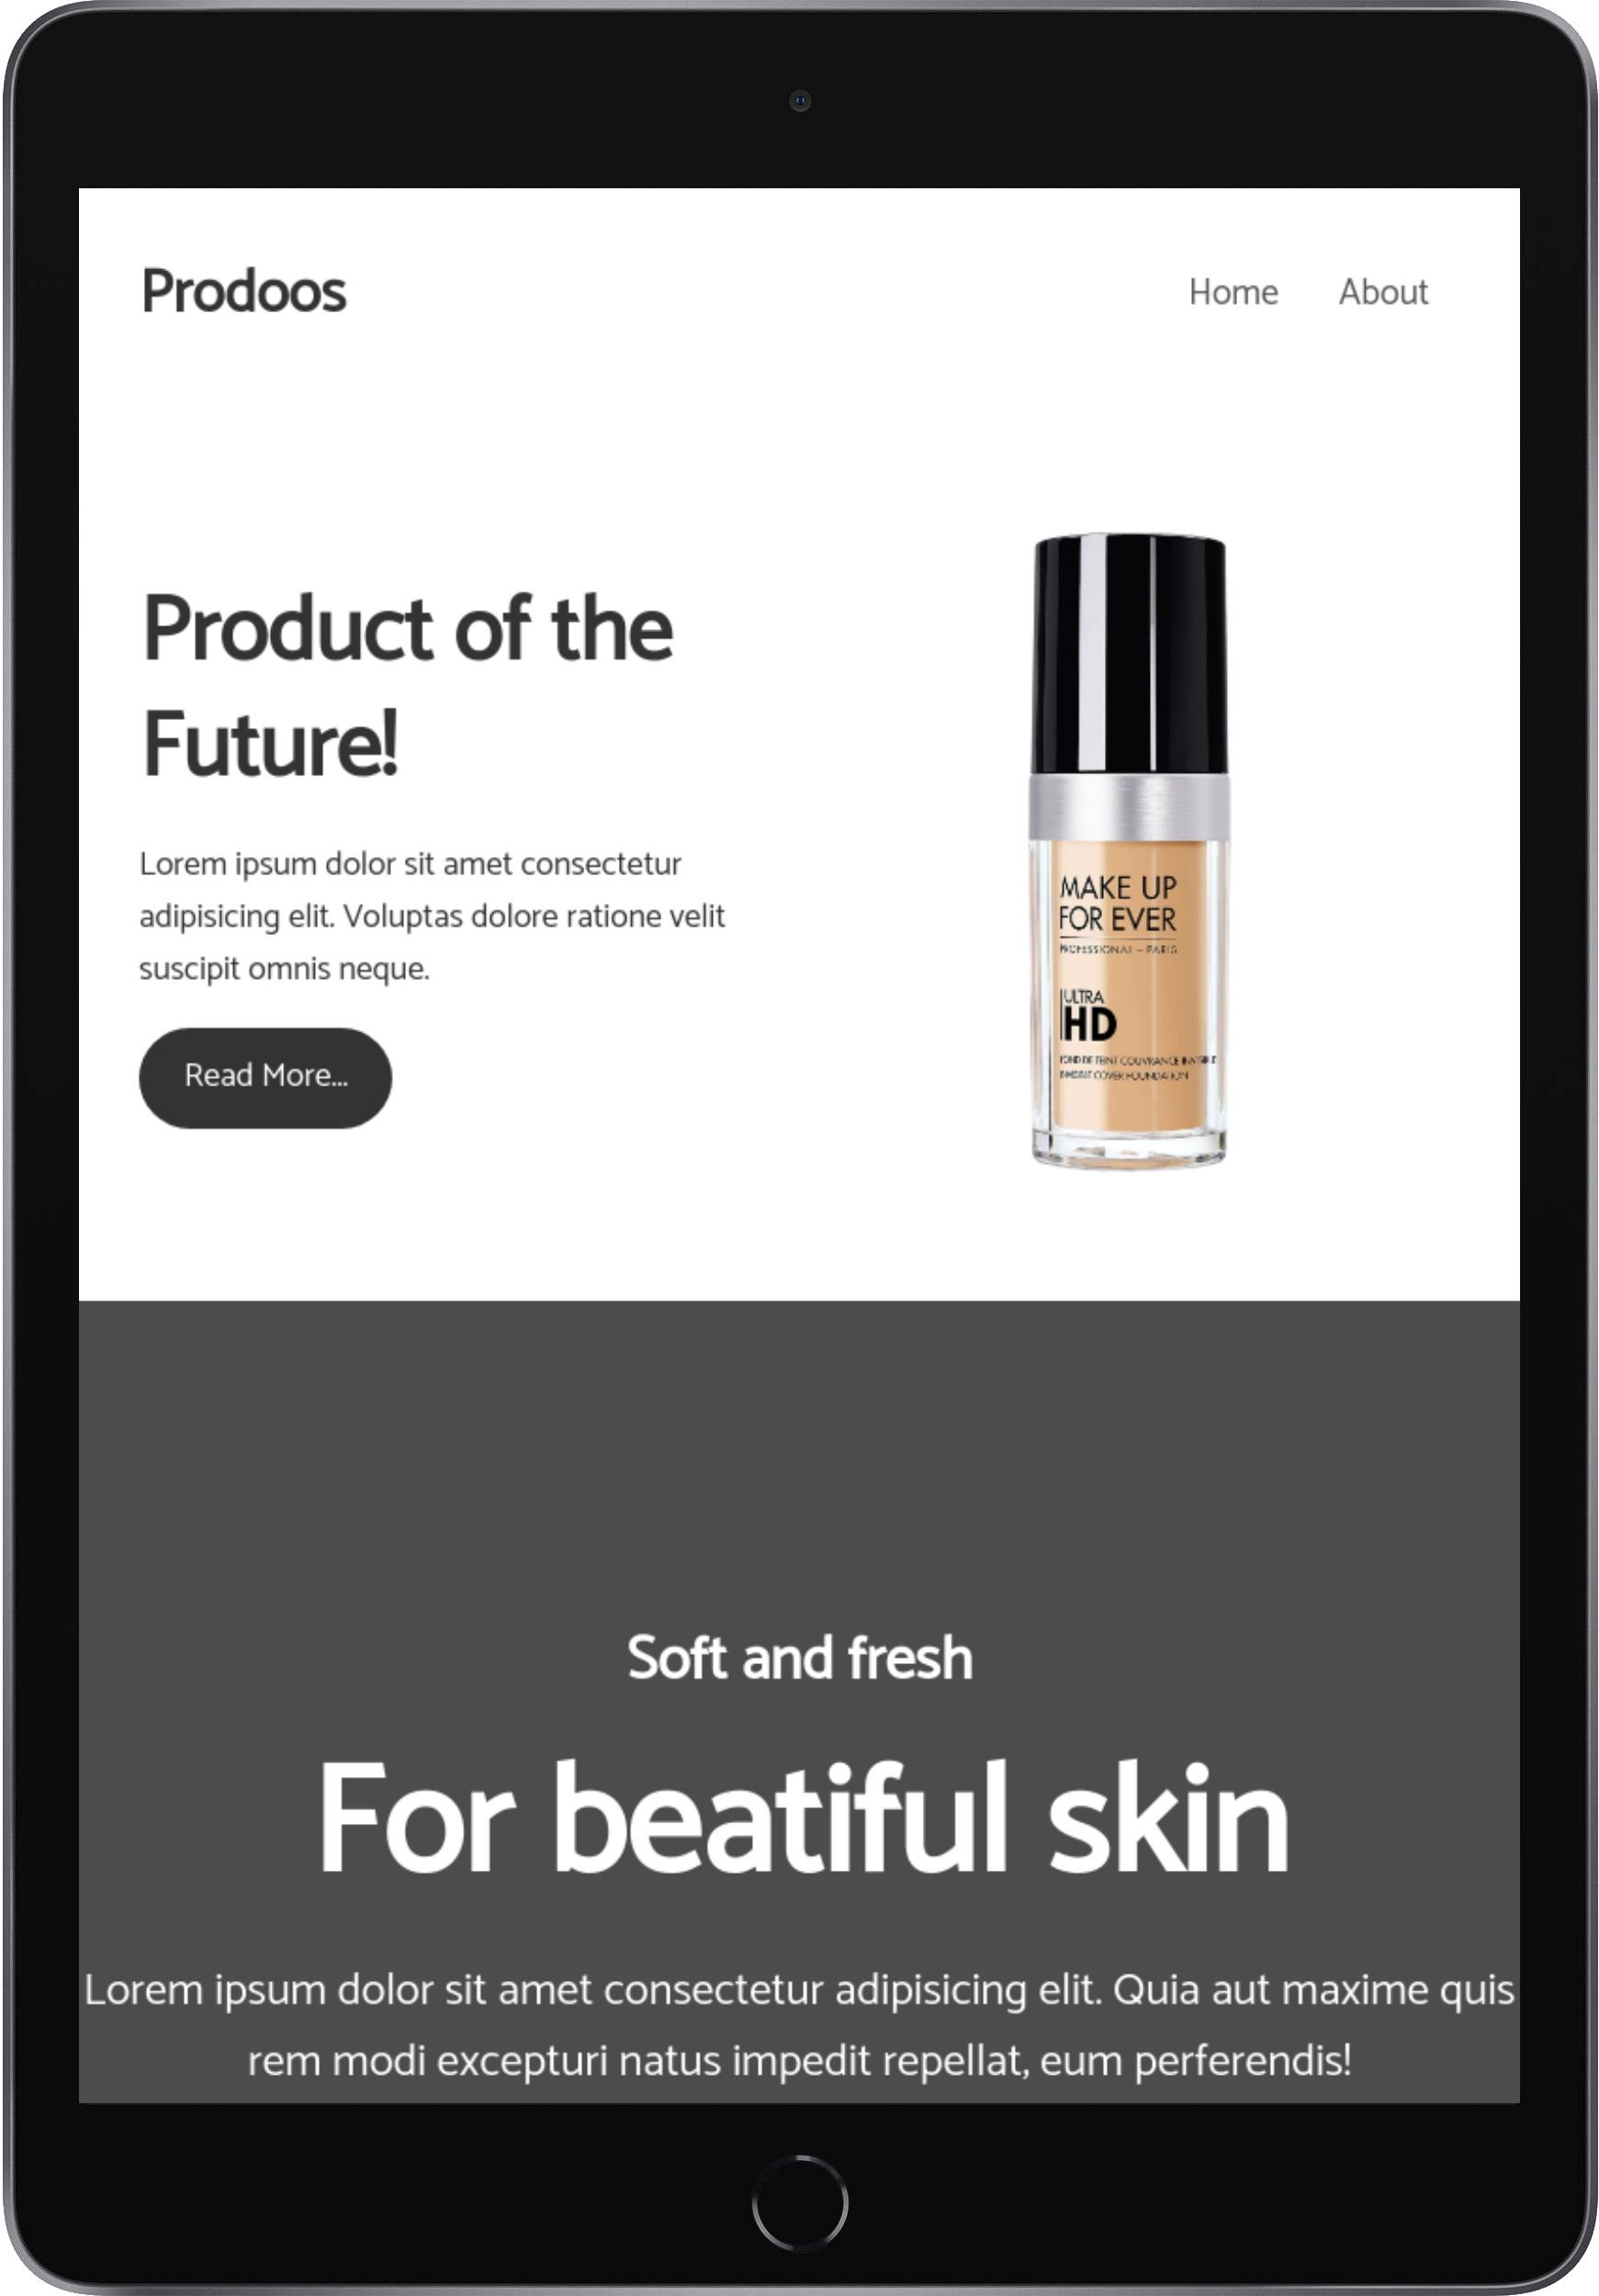 Prodoos
Home About
Product of the
Future!
Lorem ipsum dolor sit amet consectetur
adipisicing elit. Voluptas dolore ratione velit
suscipit omnis neque.
Read More...
MAKE UP
FOR EVER
PROFESSIONAL – PARIS
ULTRA
HD
FOND DE TEINT COUVRANCE INVISIBLE
INVISIBLE COVER FOUNDATION
Soft and fresh
For beatiful skin
Lorem ipsum dolor sit amet consectetur adipisicing elit. Quia aut maxime quis
rem modi excepturi natus impedit repellat, eum perferendis!